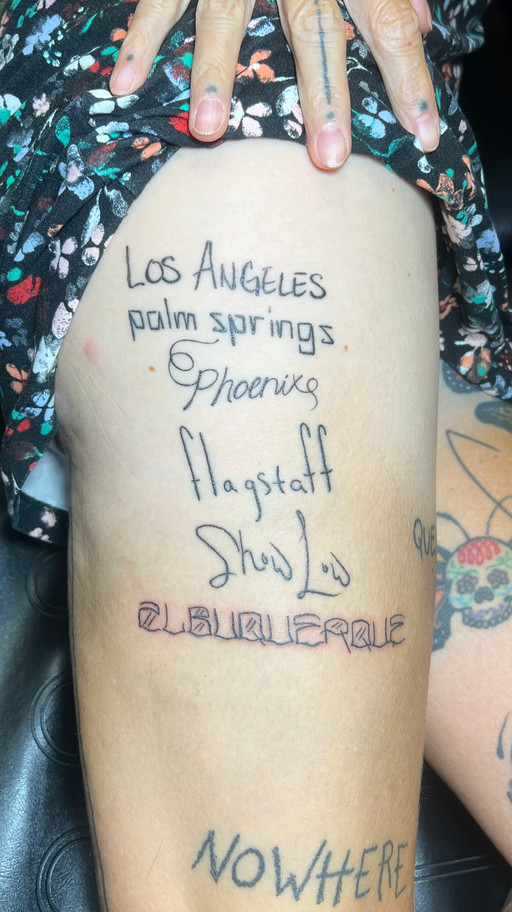 LOS ANGELES
palm springs
Phoenix
flagstaff
Show Low
ALBUQUERQUE
NOWHERE